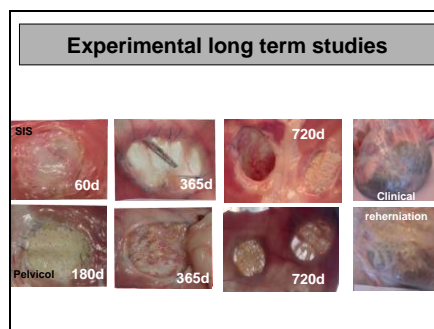 Experimental long term studies
SIS
60d
365d
720d
Clinical
reherniation
Pelvicol
180d
365d
720d